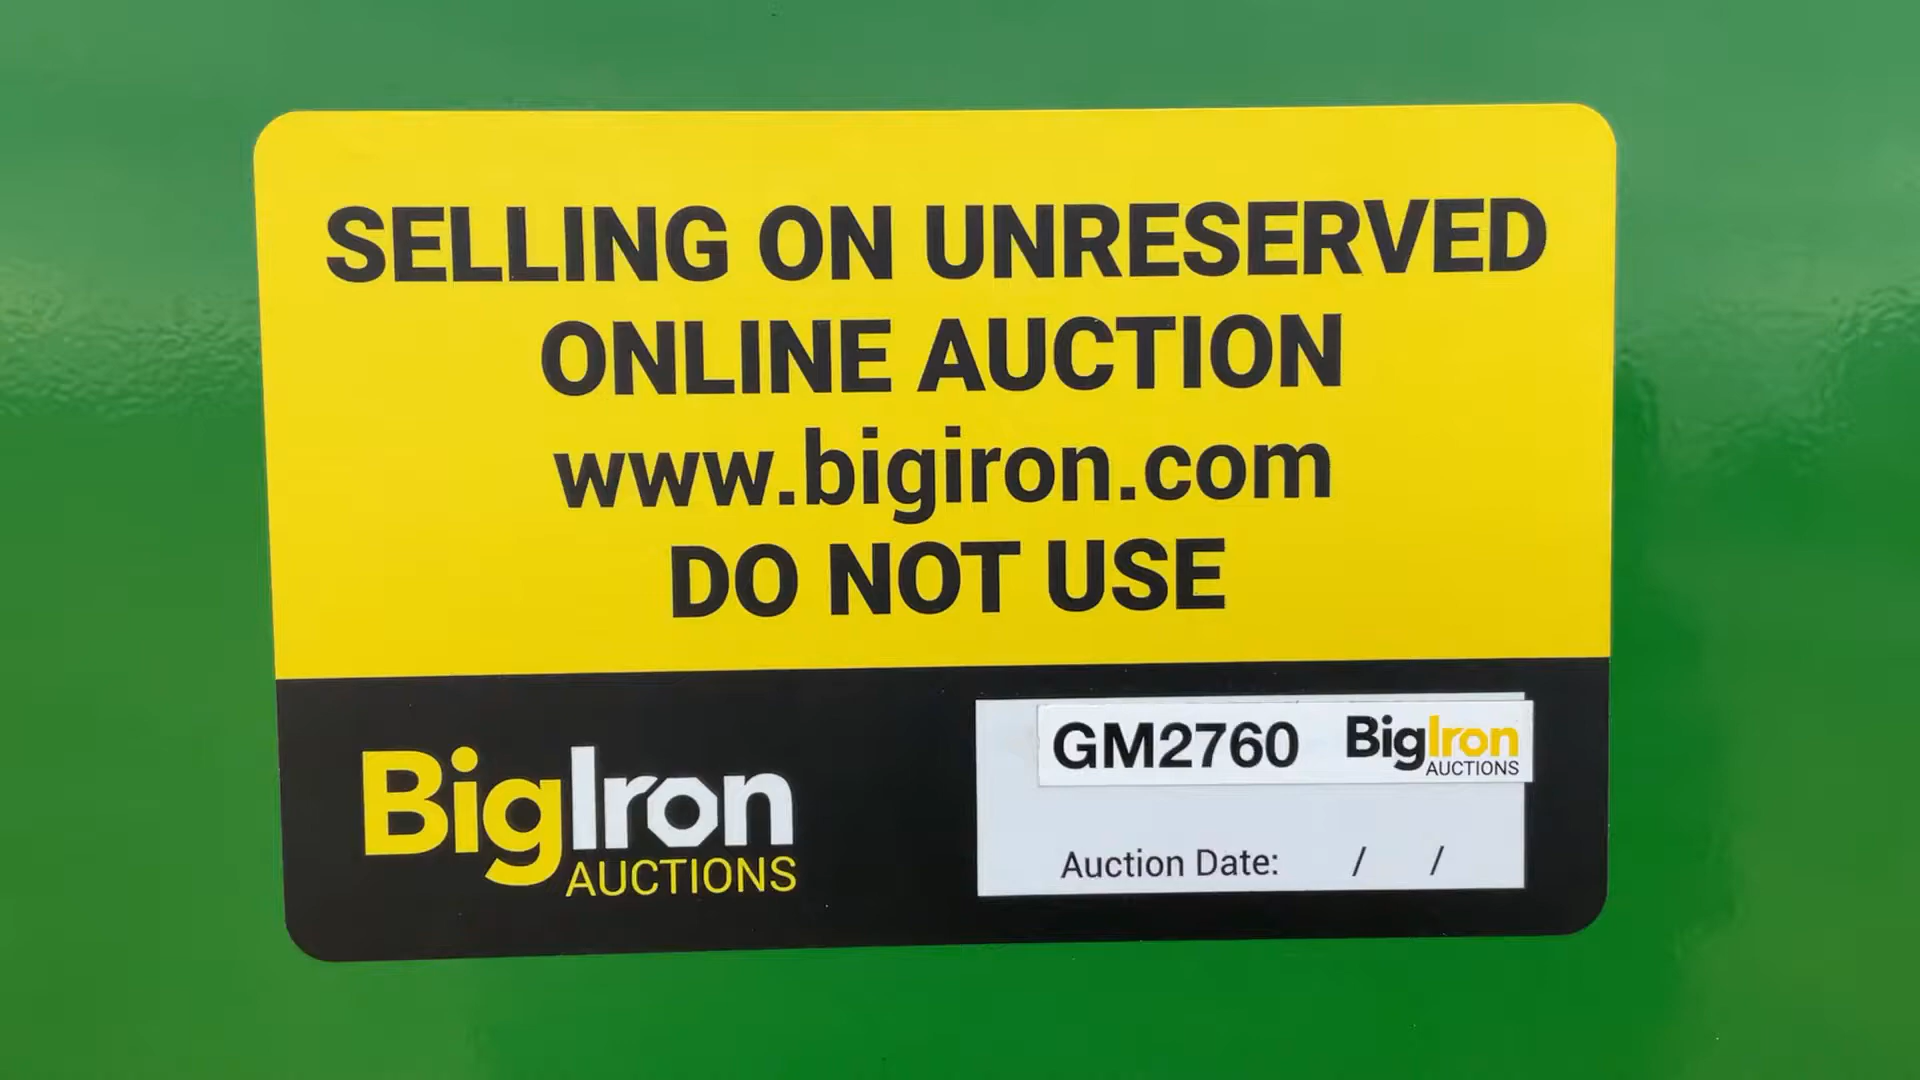 SELLING ON UNRESERVED
ONLINE AUCTION
www.bigiron.com
DO NOT USE
GM2760 BigIron
AUCTIONS
BigIron
AUCTIONS
Auction Date: / /